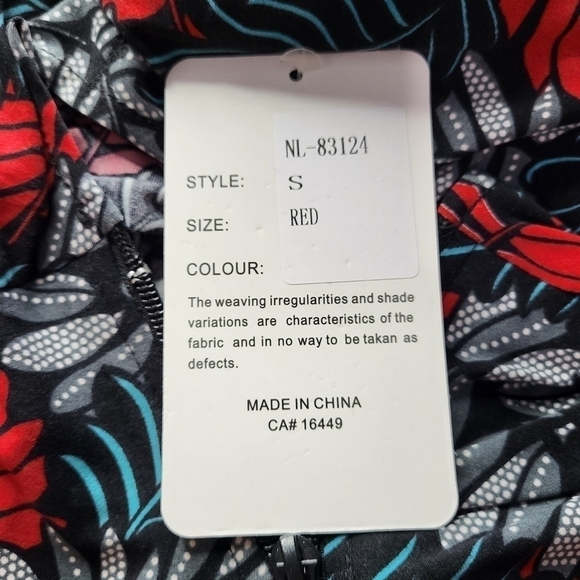 NL-83124
STYLE: S
SIZE: RED
COLOUR:
The weaving irregularities and shade
variations are characteristics of the
fabric and in no way to be takan as
defects.
MADE IN CHINA
CA# 16449